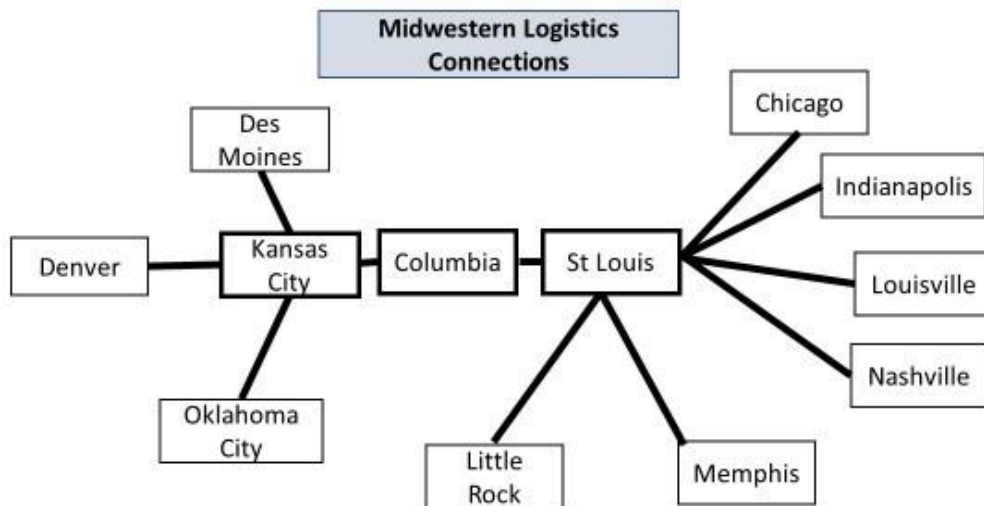 Midwestern Logistics
Connections
Chicago
Des
Moines
Indianapolis
Denver
Kansas
City
Columbia
St Louis
Louisville
Nashville
Oklahoma
City
Little
Rock
Memphis